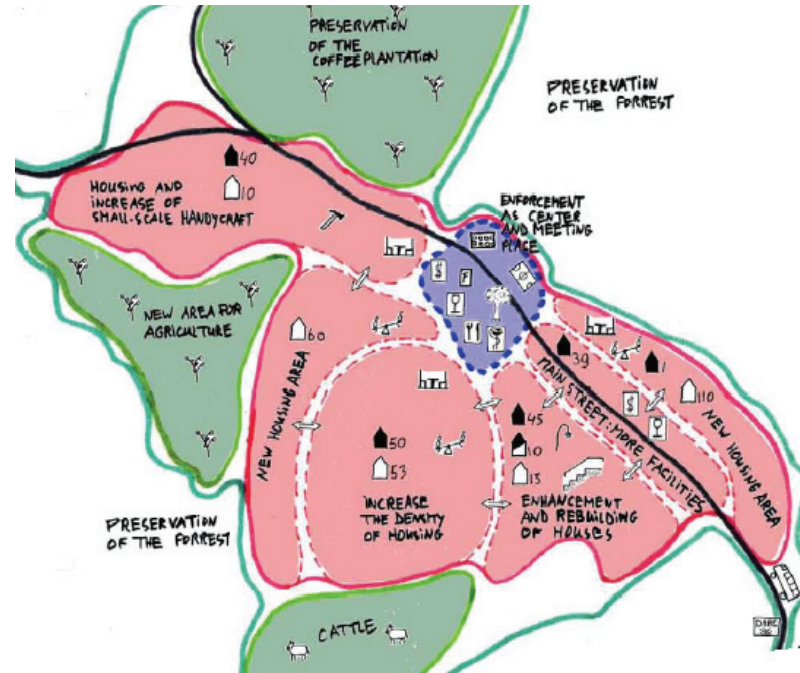 PRESERVATION
OF THE
COFFEEPLANTATION
PRESERVATION
OF THE FORREST
40
10
HOUSING AND
INCREASE OF
SMALL-SCALE HANDYCRAFT
ENFORCEMENT
AS CENTER
AND MEETING
PLACE
$
NEW AREA FOR
AGRICULTURE
60
NEW HOUSING AREA
39
1
110
MAIN STREET: MORE FACILITIES
$
NEW HOUSING AREA
50
53
INCREASE
THE DENSITY
OF HOUSING
45
10
13
ENHANCEMENT
AND REBUILDING
OF HOUSES
PRESERVATION
OF THE FORREST
CATTLE